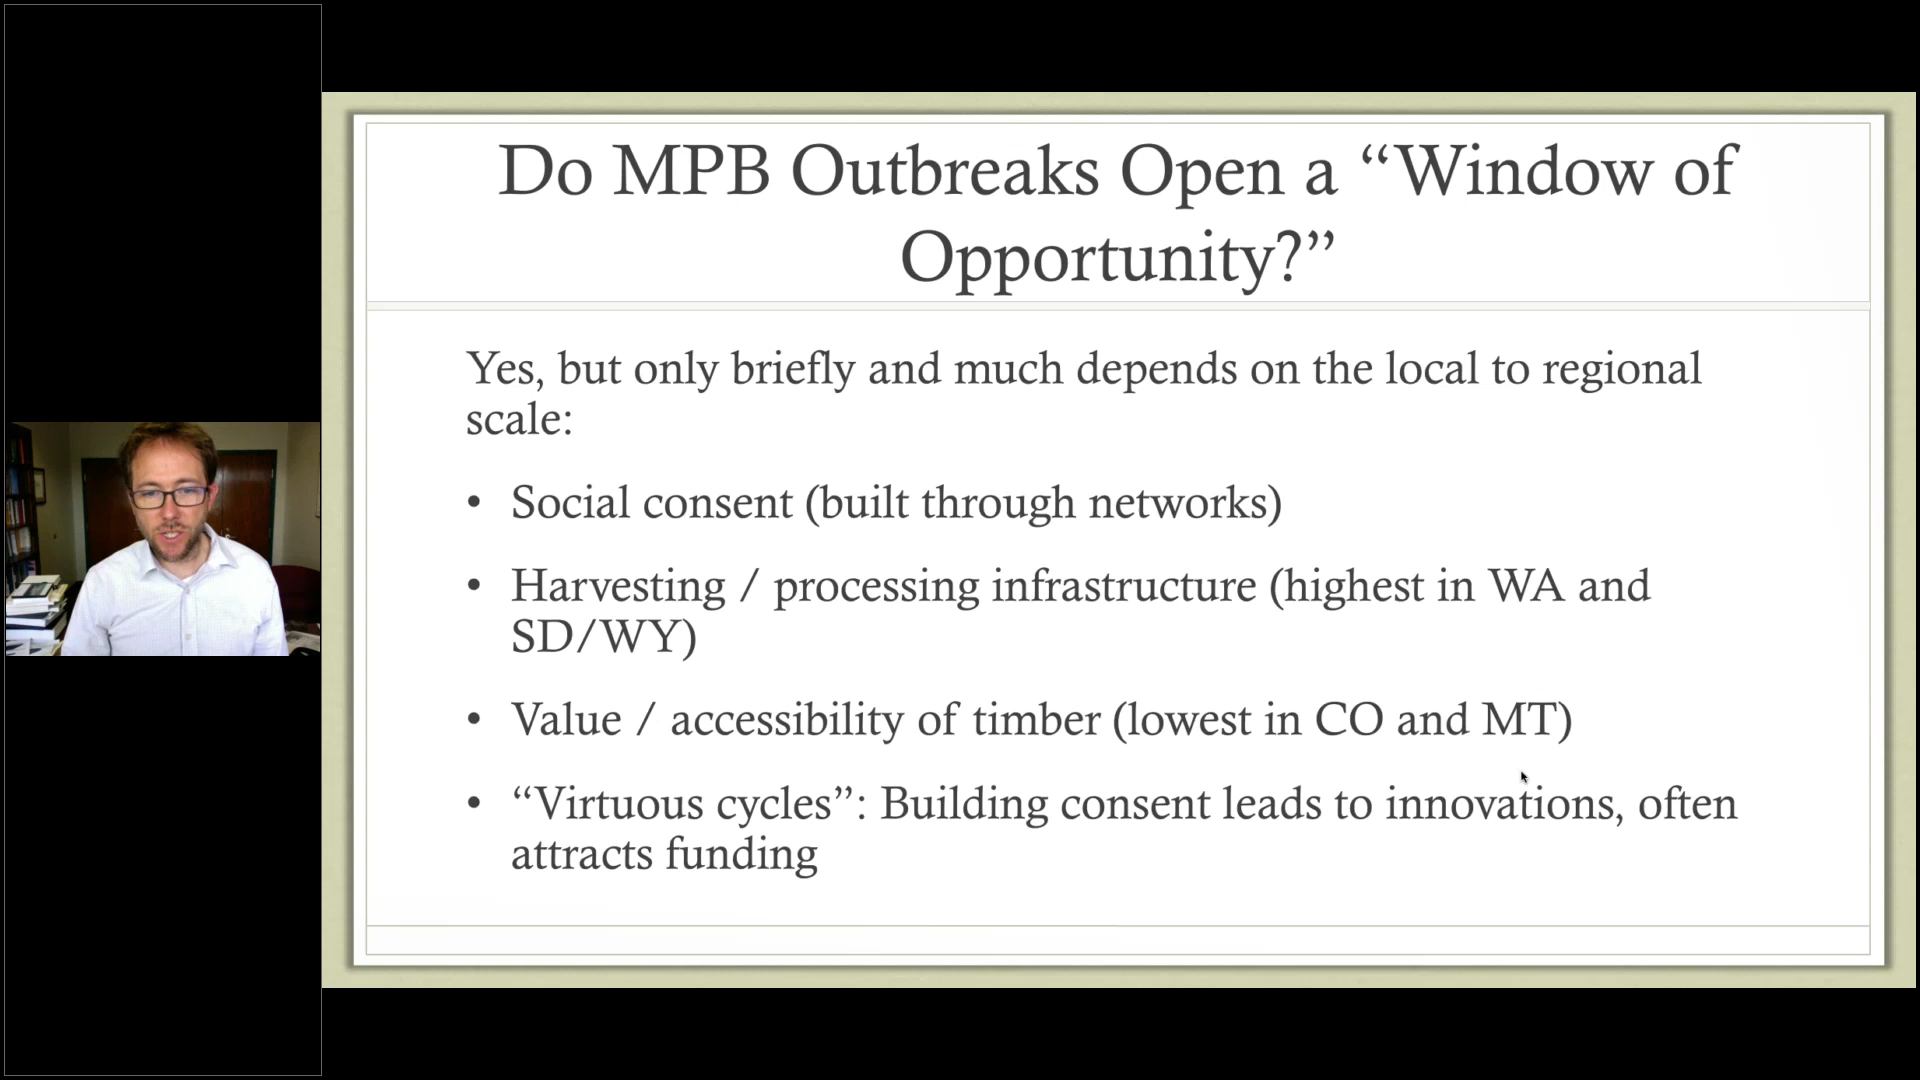 Do MPB Outbreaks Open a “Window of
Opportunity?”
Yes, but only briefly and much depends on the local to regional
scale:
• Social consent (built through networks)
• Harvesting / processing infrastructure (highest in WA and
SD/WY)
• Value / accessibility of timber (lowest in CO and MT)
• “Virtuous cycles”: Building consent leads to innovations, often
attracts funding